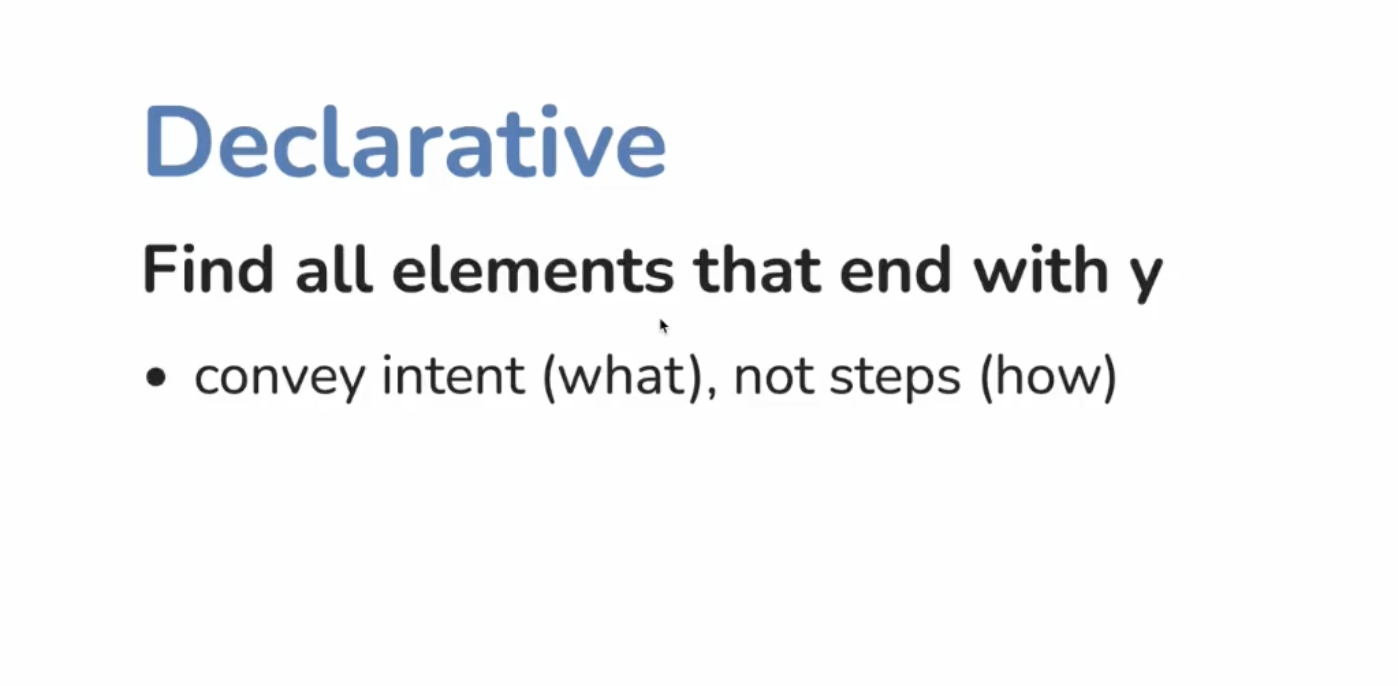 Declarative
Find all elements that end with y
• convey intent (what), not steps (how)